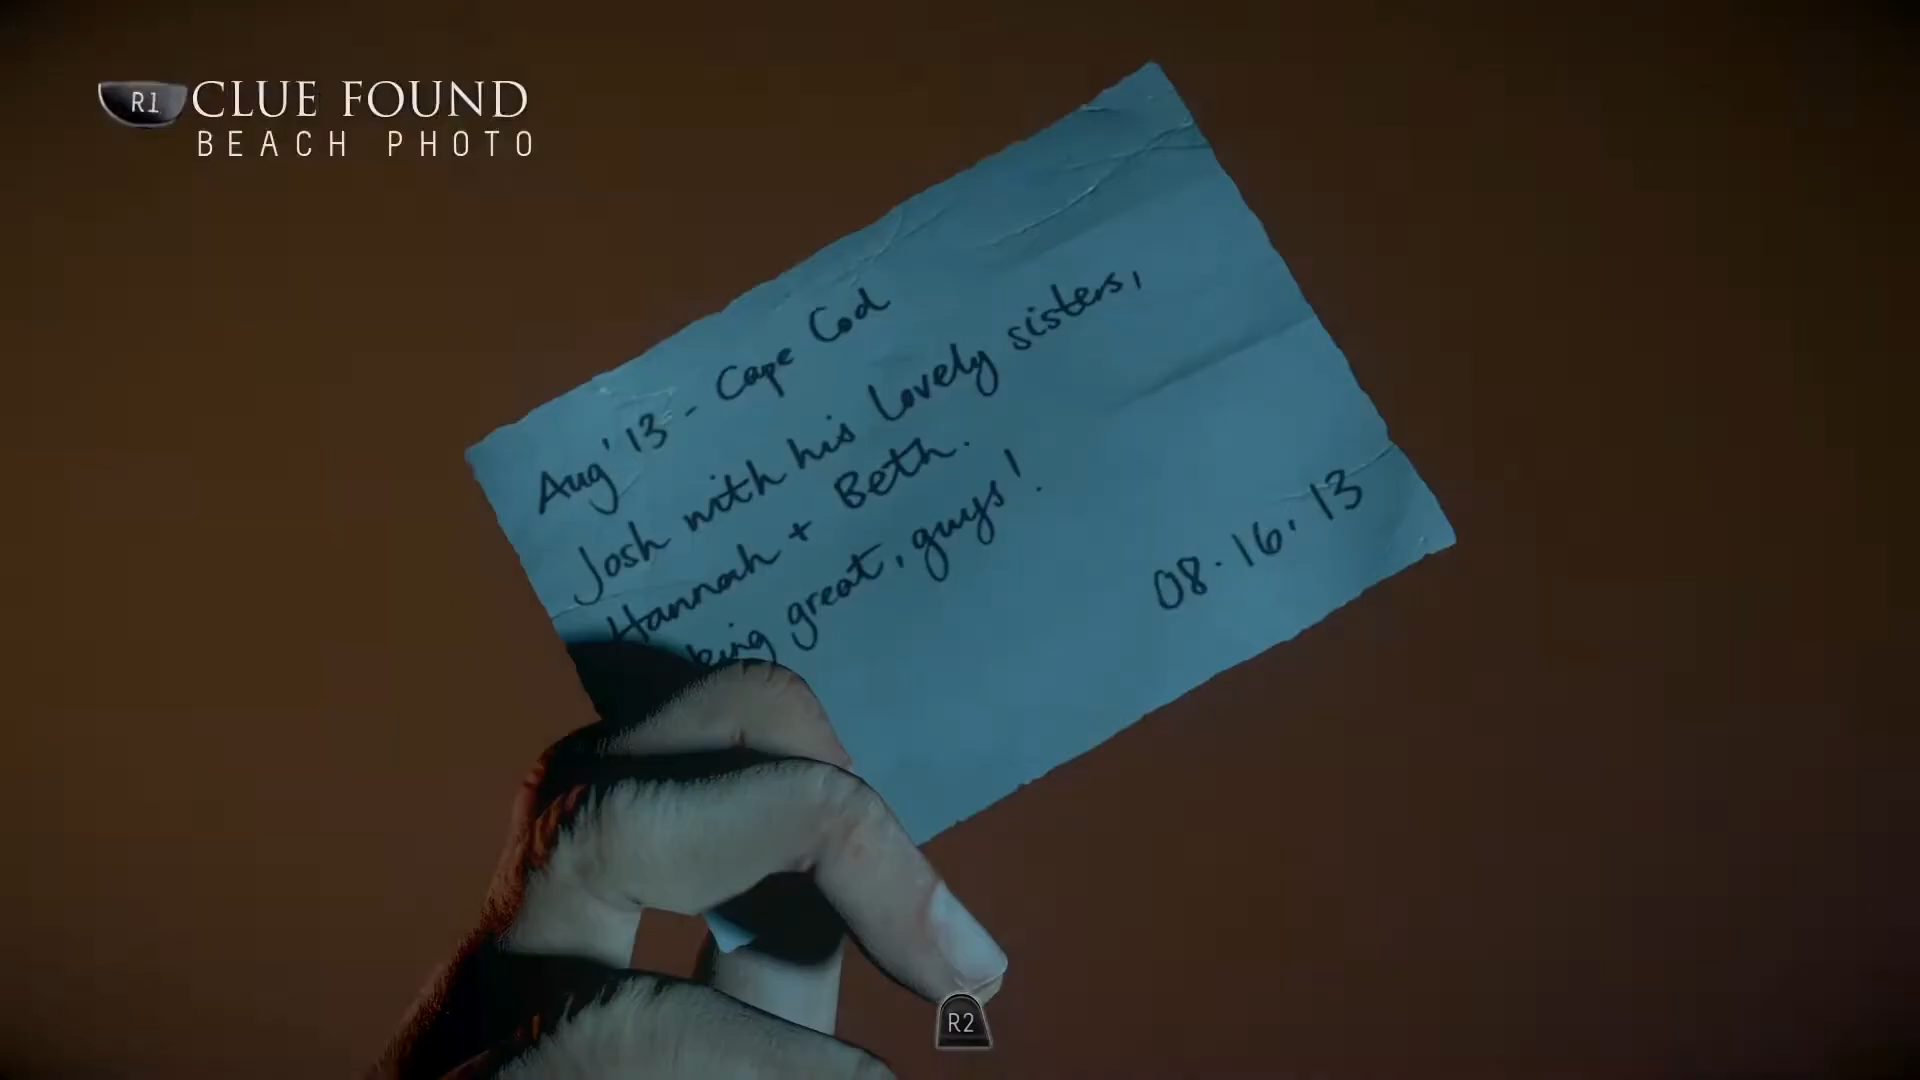 R1 CLUE FOUND
BEACH PHOTO
Aug '13 - Cape Cod
Josh with his lovely sisters,
Hannah + Beth.
king great, guys!
08.16.13
R2